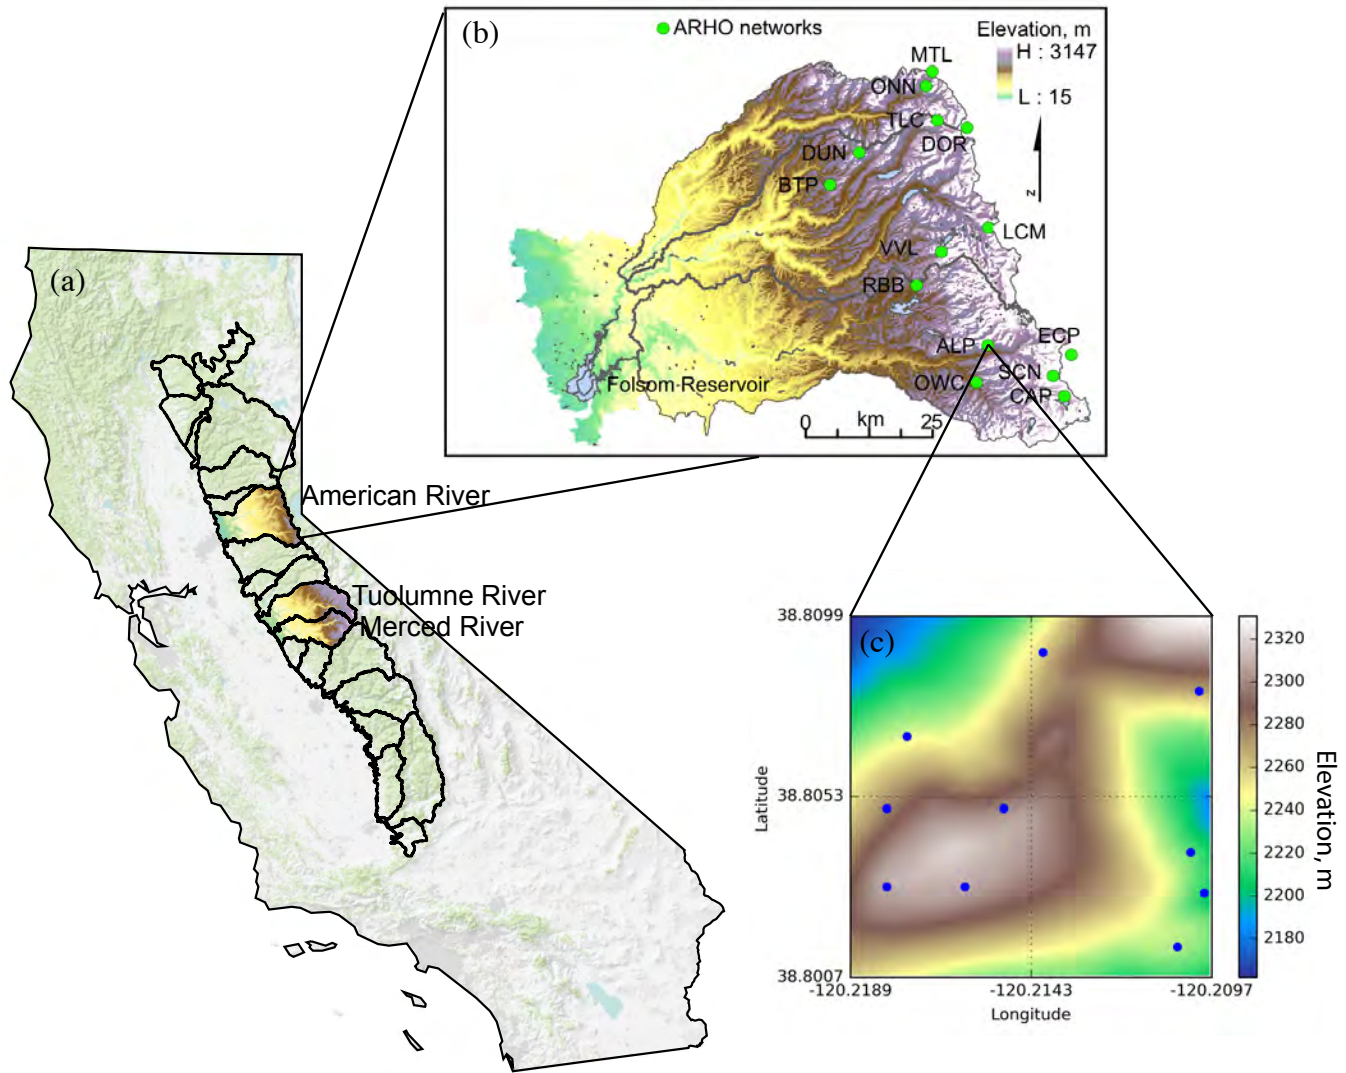 (a)
American River
Tuolumne River
Merced River
(b)
ARHO networks
Elevation, m
H : 3147
L : 15
MTL
ONN
TLC
DOR
DUN
BTP
z
LCM
VVL
RBB
ALP
ECP
SCN
OWC
CAP
Folsom Reservoir
0 km 25
(c)
38.8099
38.8053
38.8007
Latitude
-120.2189 -120.2143 -120.2097
Longitude
2320
2300
2280
2260
2240
2220
2200
2180
Elevation, m